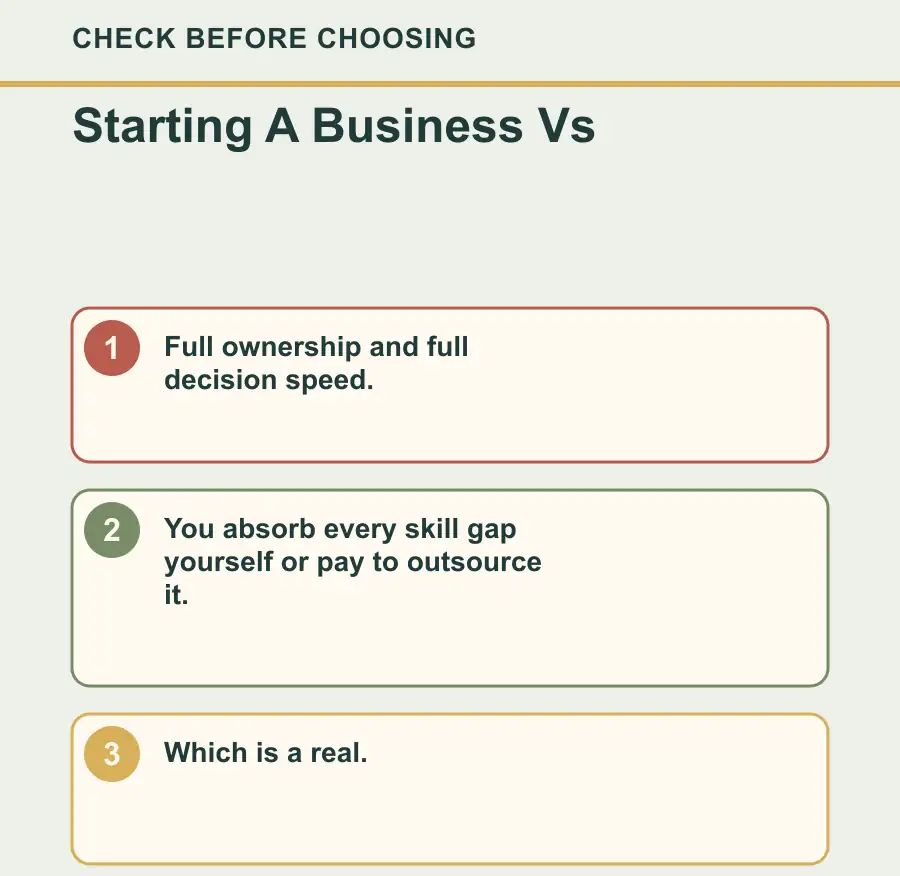 CHECK BEFORE CHOOSING
Starting A Business Vs
1
Full ownership and full
decision speed.
2
You absorb every skill gap
yourself or pay to outsource
it.
3
Which is a real.